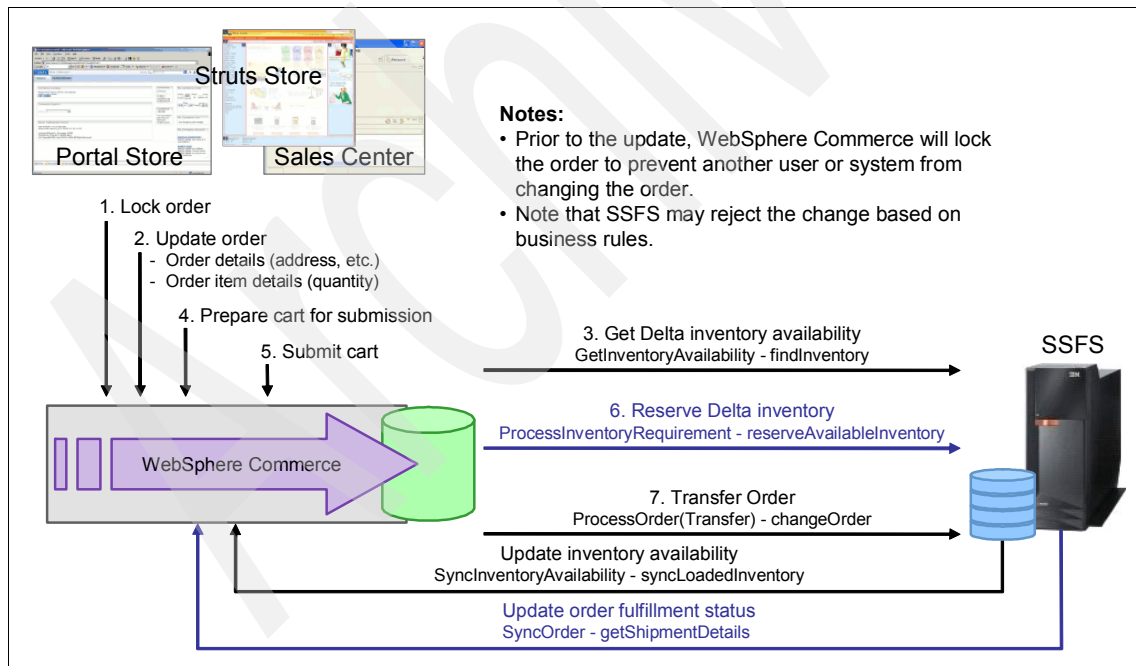 Struts Store
Portal Store
Sales Center
Notes:
• Prior to the update, WebSphere Commerce will lock
the order to prevent another user or system from
changing the order.
• Note that SSFS may reject the change based on
business rules.
1. Lock order
2. Update order
- Order details (address, etc.)
- Order item details (quantity)
4. Prepare cart for submission
5. Submit cart
3. Get Delta inventory availability
GetInventoryAvailability - findInventory
SSFS
IBM
6. Reserve Delta inventory
ProcessInventoryRequirement - reserveAvailableInventory
WebSphere Commerce
7. Transfer Order
ProcessOrder(Transfer) - changeOrder
Update inventory availability
SyncInventoryAvailability - syncLoadedInventory
Update order fulfillment status
SyncOrder - getShipmentDetails